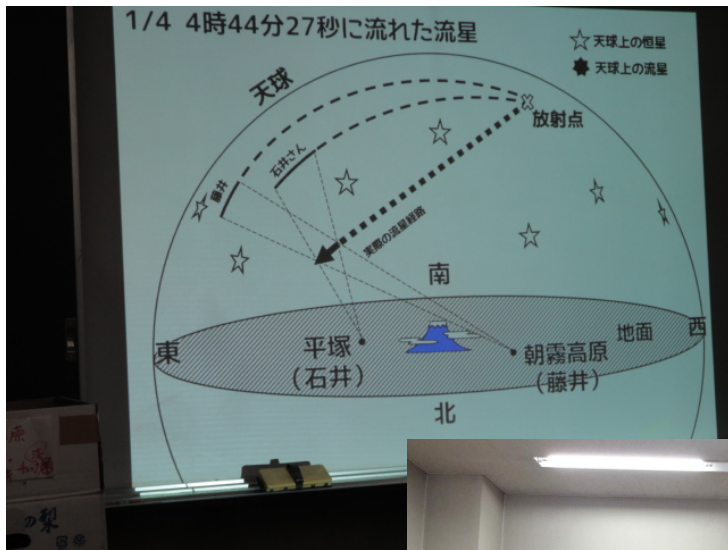 1/4 4時44分27秒に流れた流星
天球上の恒星
天球上の流星
天球
放射点
藤井
石井さん
実際の流星経路
南
東
平塚
(石井)
朝霧高原
(藤井)
地面
西
北
原
の梨